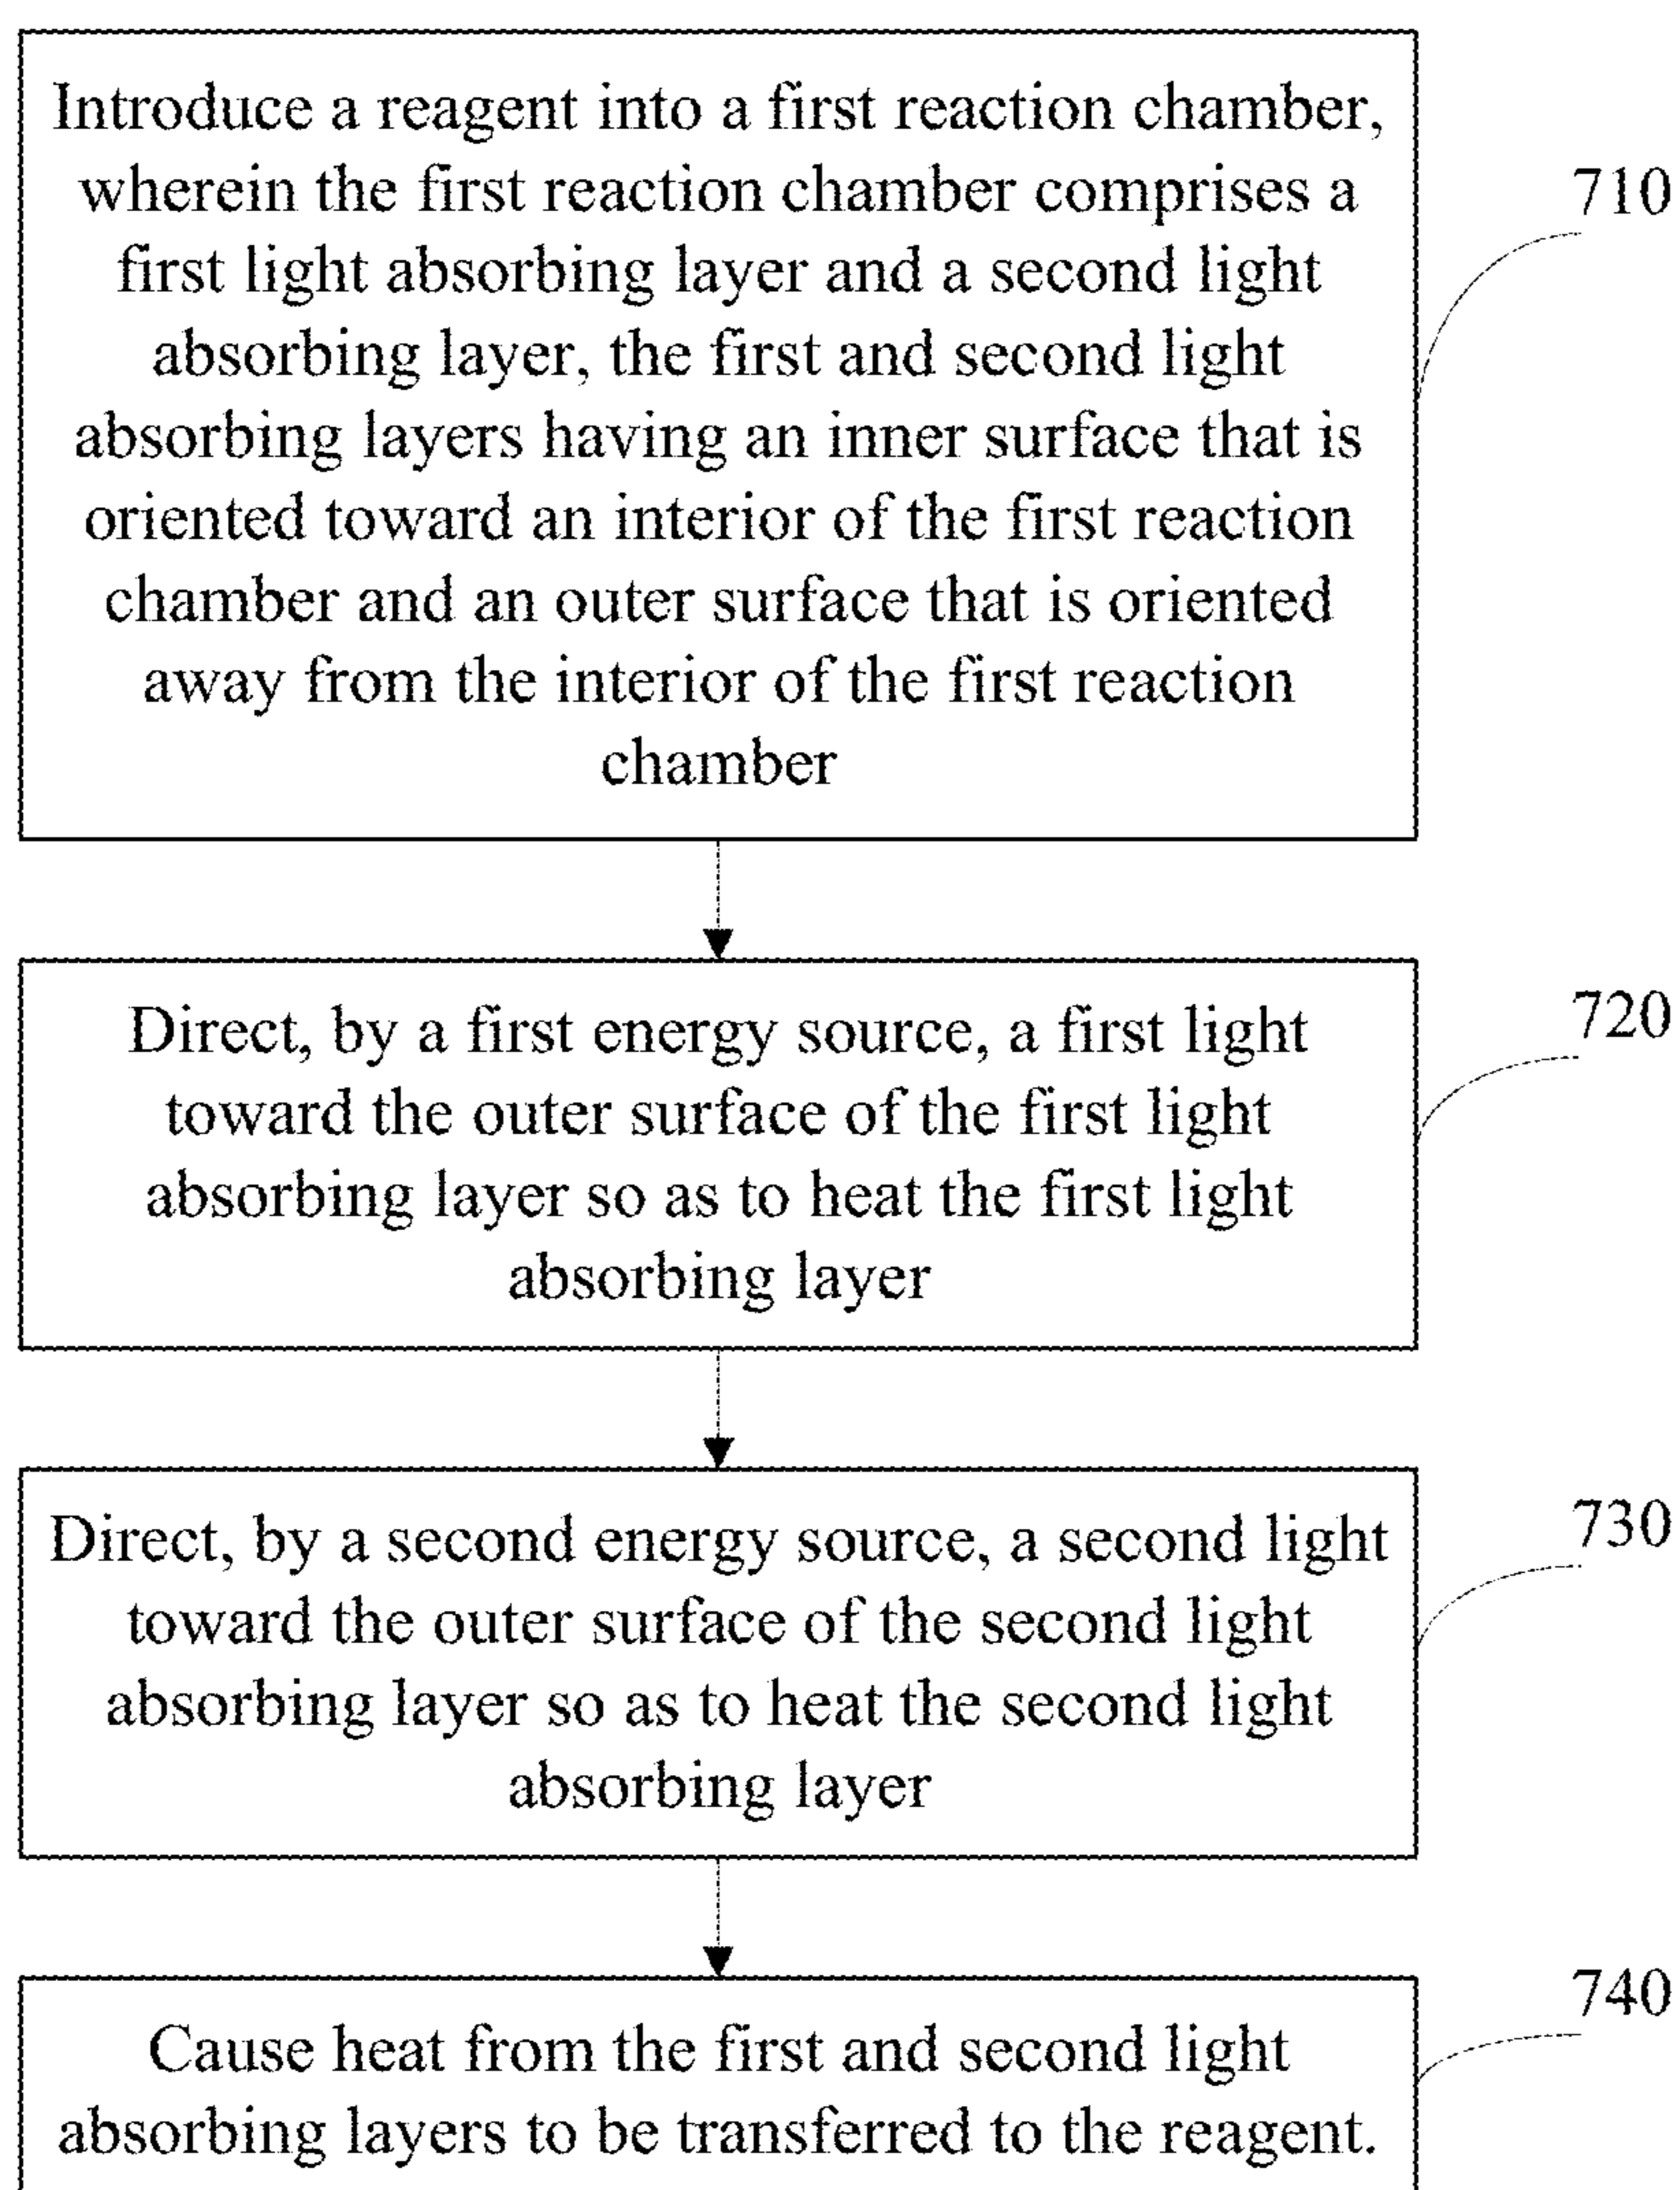 Introduce a reagent into a first reaction chamber,
wherein the first reaction chamber comprises a
first light absorbing layer and a second light
absorbing layer, the first and second light
absorbing layers having an inner surface that is
oriented toward an interior of the first reaction
chamber and an outer surface that is oriented
away from the interior of the first reaction
chamber
710
Direct, by a first energy source, a first light
toward the outer surface of the first light
absorbing layer so as to heat the first light
absorbing layer
720
Direct, by a second energy source, a second light
toward the outer surface of the second light
absorbing layer so as to heat the second light
absorbing layer
730
Cause heat from the first and second light
absorbing layers to be transferred to the reagent.
740